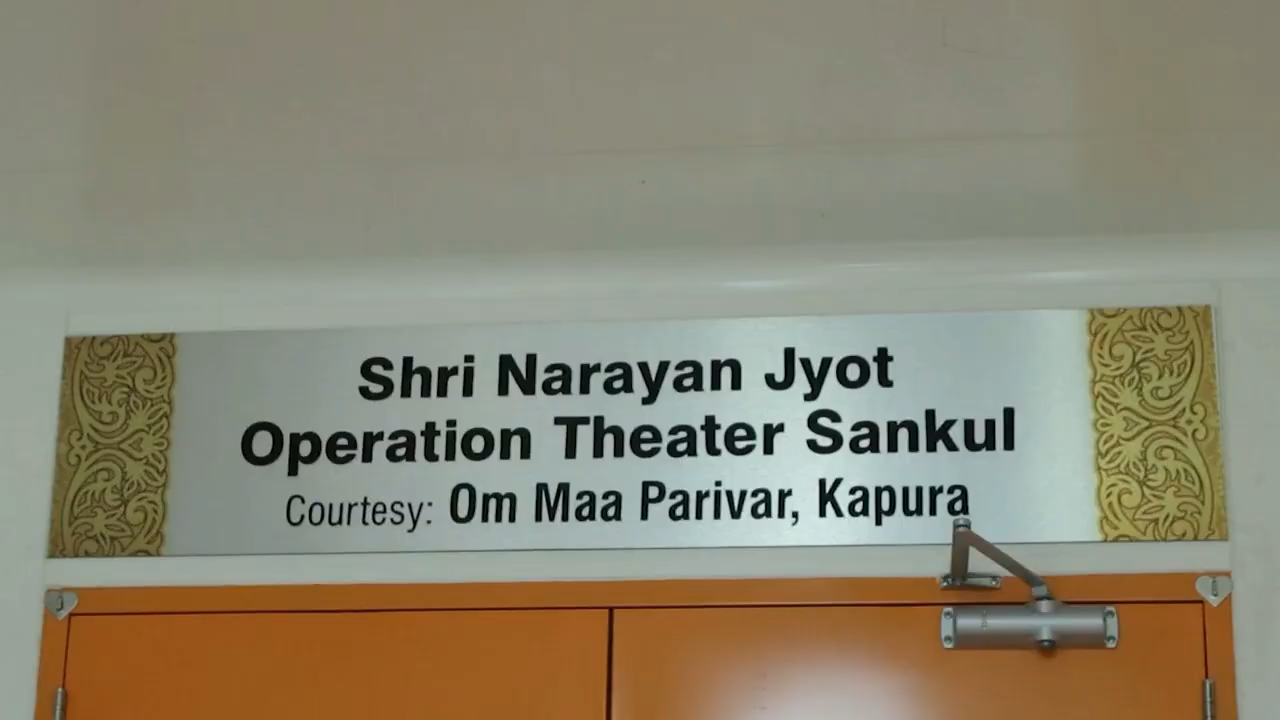 Shri Narayan Jyot
Operation Theater Sankul
Courtesy: Om Maa Parivar, Kapura